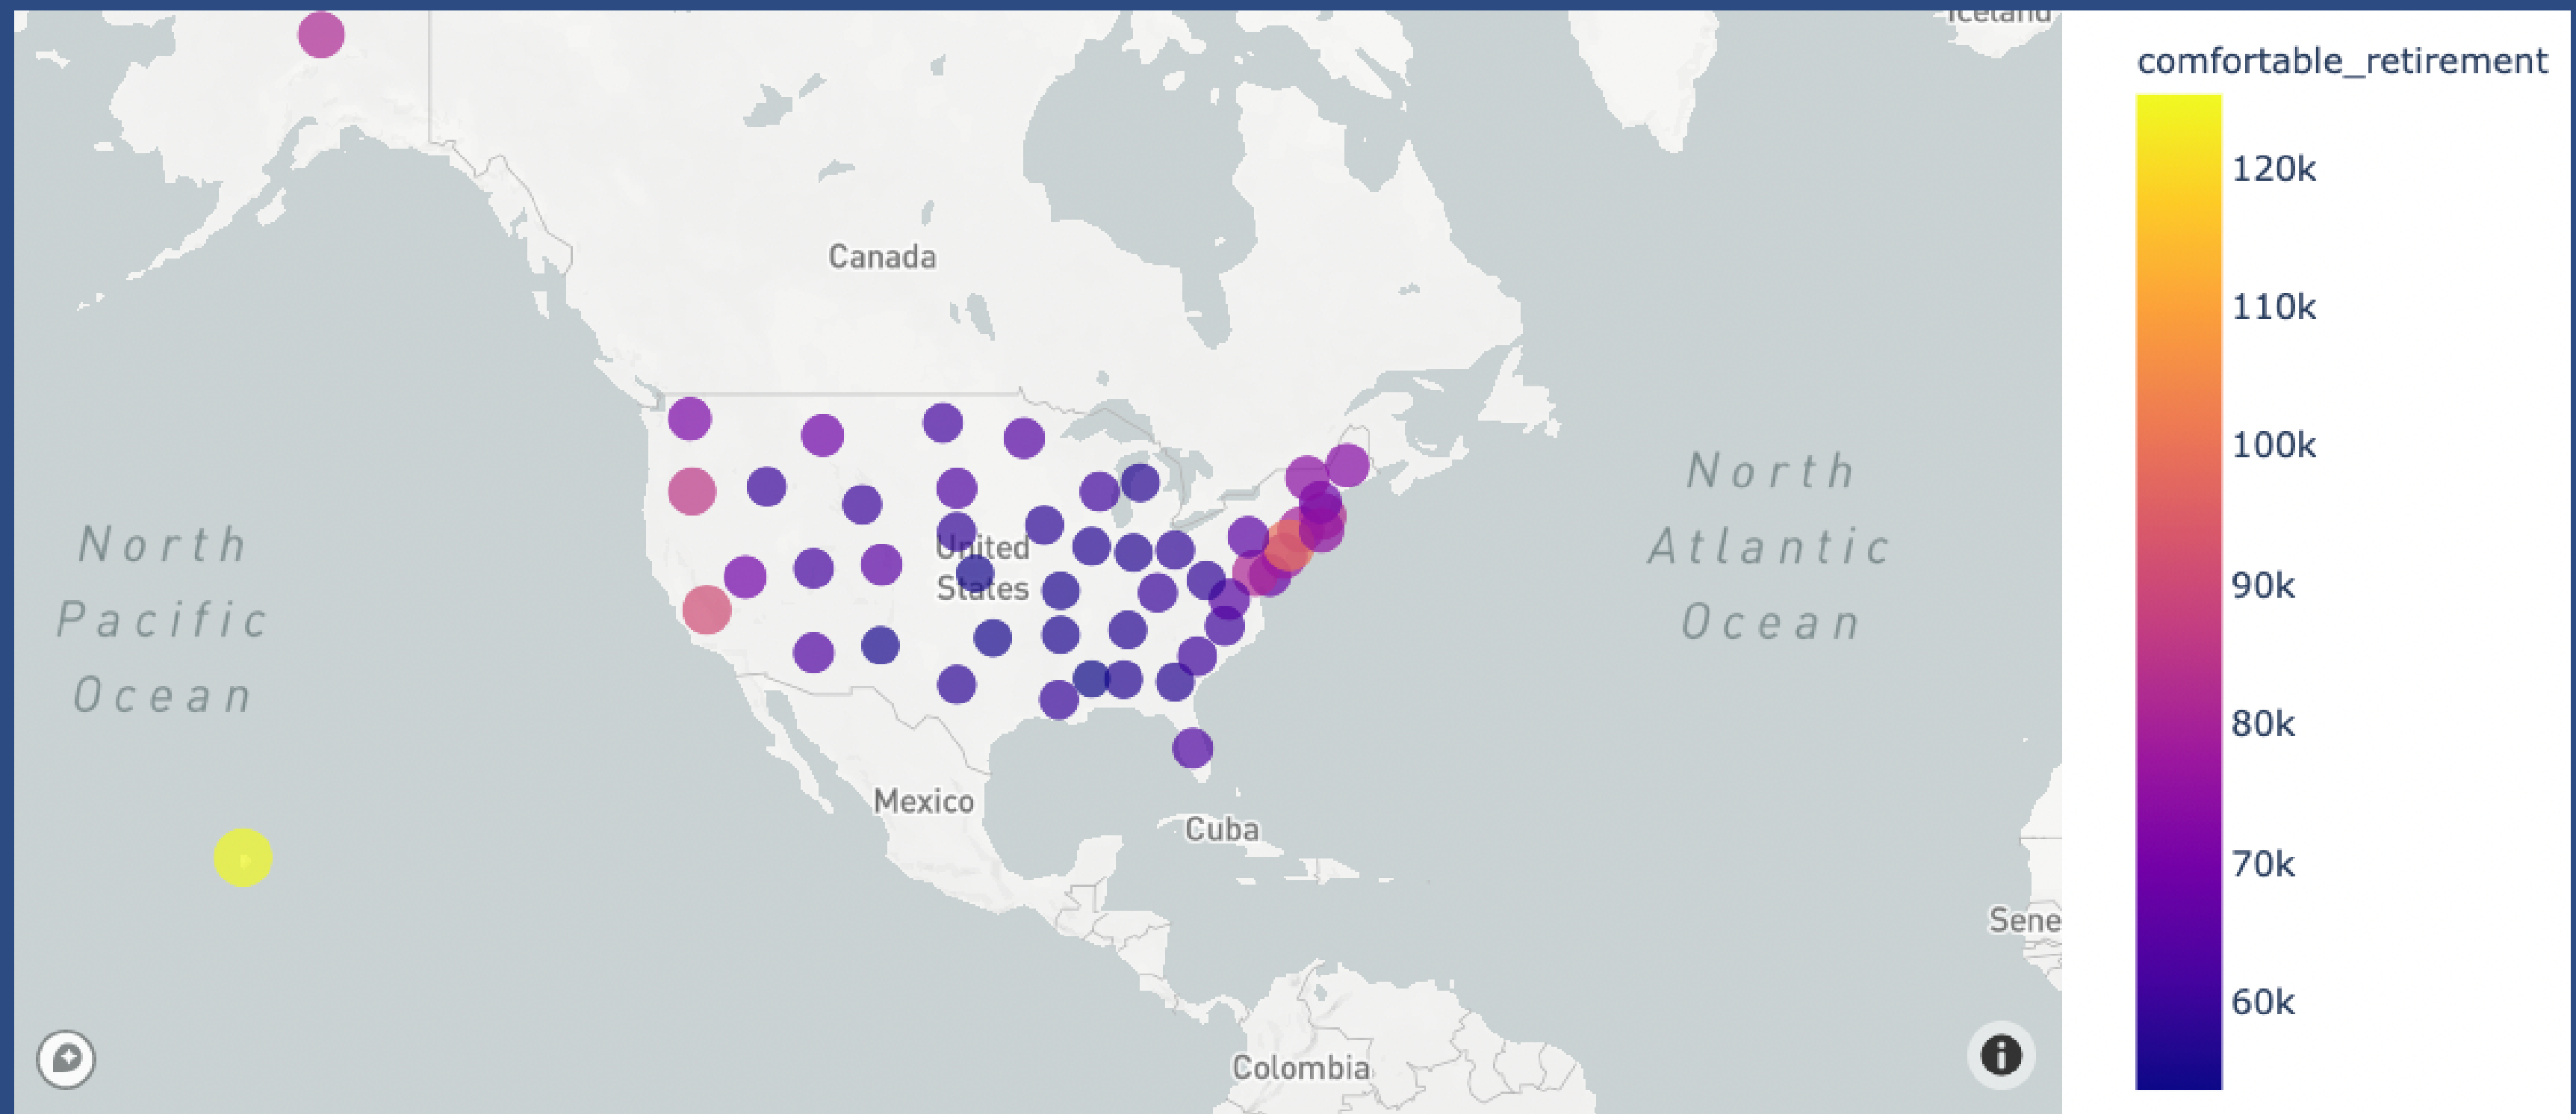 Iceland
comfortable_retirement
120k
110k
100k
90k
80k
70k
60k
Canada
North
Pacific
Ocean
North
Atlantic
Ocean
United
States
Mexico
Cuba
Sene
Colombia